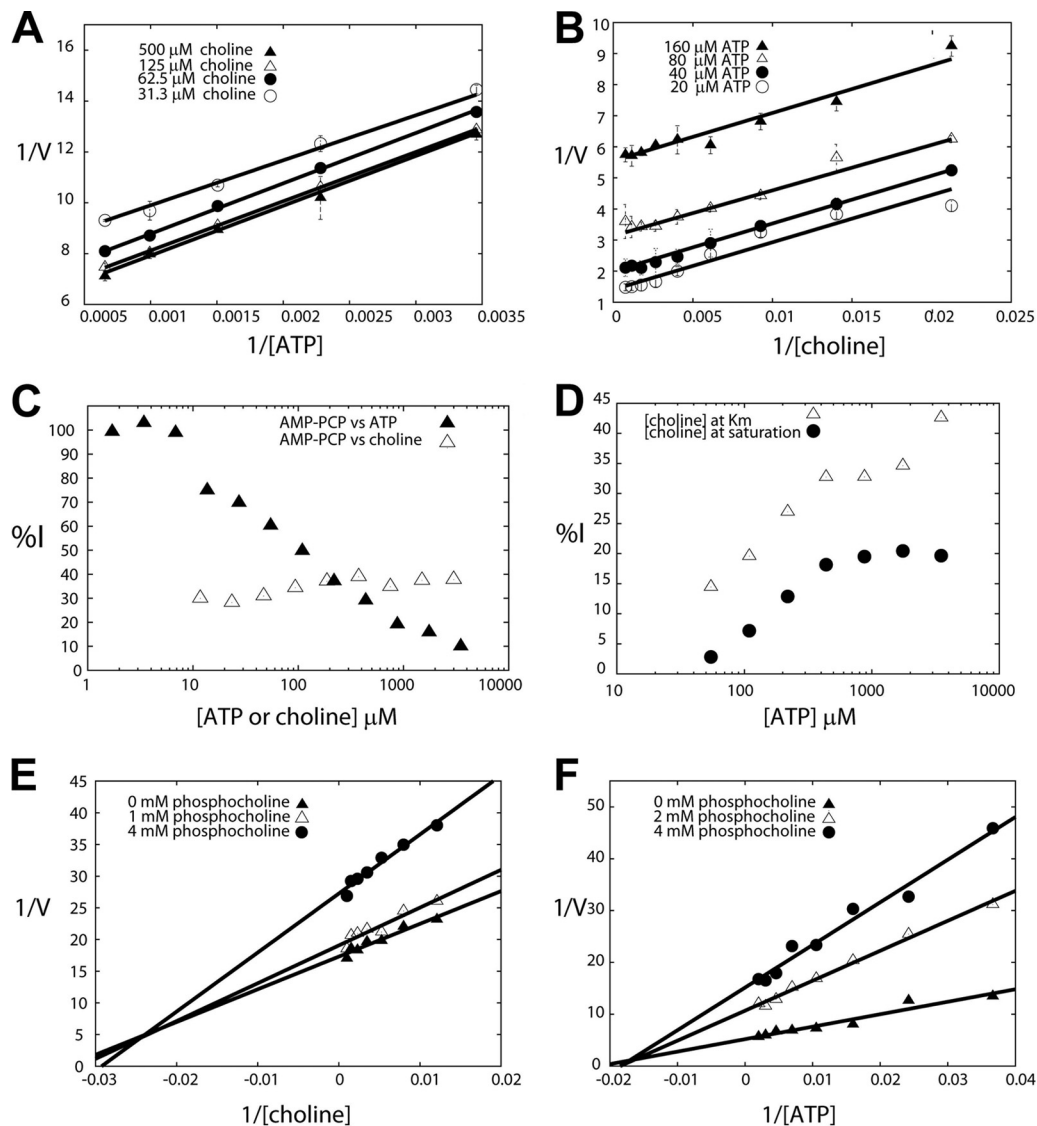 A
16
14
12
10
8
6
1/V
500 µM choline
125 µM choline
62.5 µM choline
31.3 µM choline
0.0005 0.0015 0.0025 0.0035
1/[ATP]
B
10
9
8
7
6
5
4
3
2
1
1/V
160 µM ATP
80 µM ATP
40 µM ATP
20 µM ATP
0 0.005 0.01 0.015 0.02 0.025
1/[choline]
C
100
80
70
60
50
40
30
20
10
%I
AMP-PCP vs ATP
AMP-PCP vs choline
1 10 100 1000 10000
[ATP or choline] µM
D
45
40
35
30
25
20
15
10
5
0
%I
[choline] at Km
[choline] at saturation
10 100 1000 10000
[ATP] µM
E
45
40
35
30
25
20
15
10
5
0
1/V
0 mM phosphocholine
1 mM phosphocholine
4 mM phosphocholine
-0.03 -0.02 -0.01 0 0.01 0.02
1/[choline]
F
50
40
30
20
10
0
1/V
0 mM phosphocholine
2 mM phosphocholine
4 mM phosphocholine
-0.02 -0.01 0 0.01 0.02 0.03 0.04
1/[ATP]